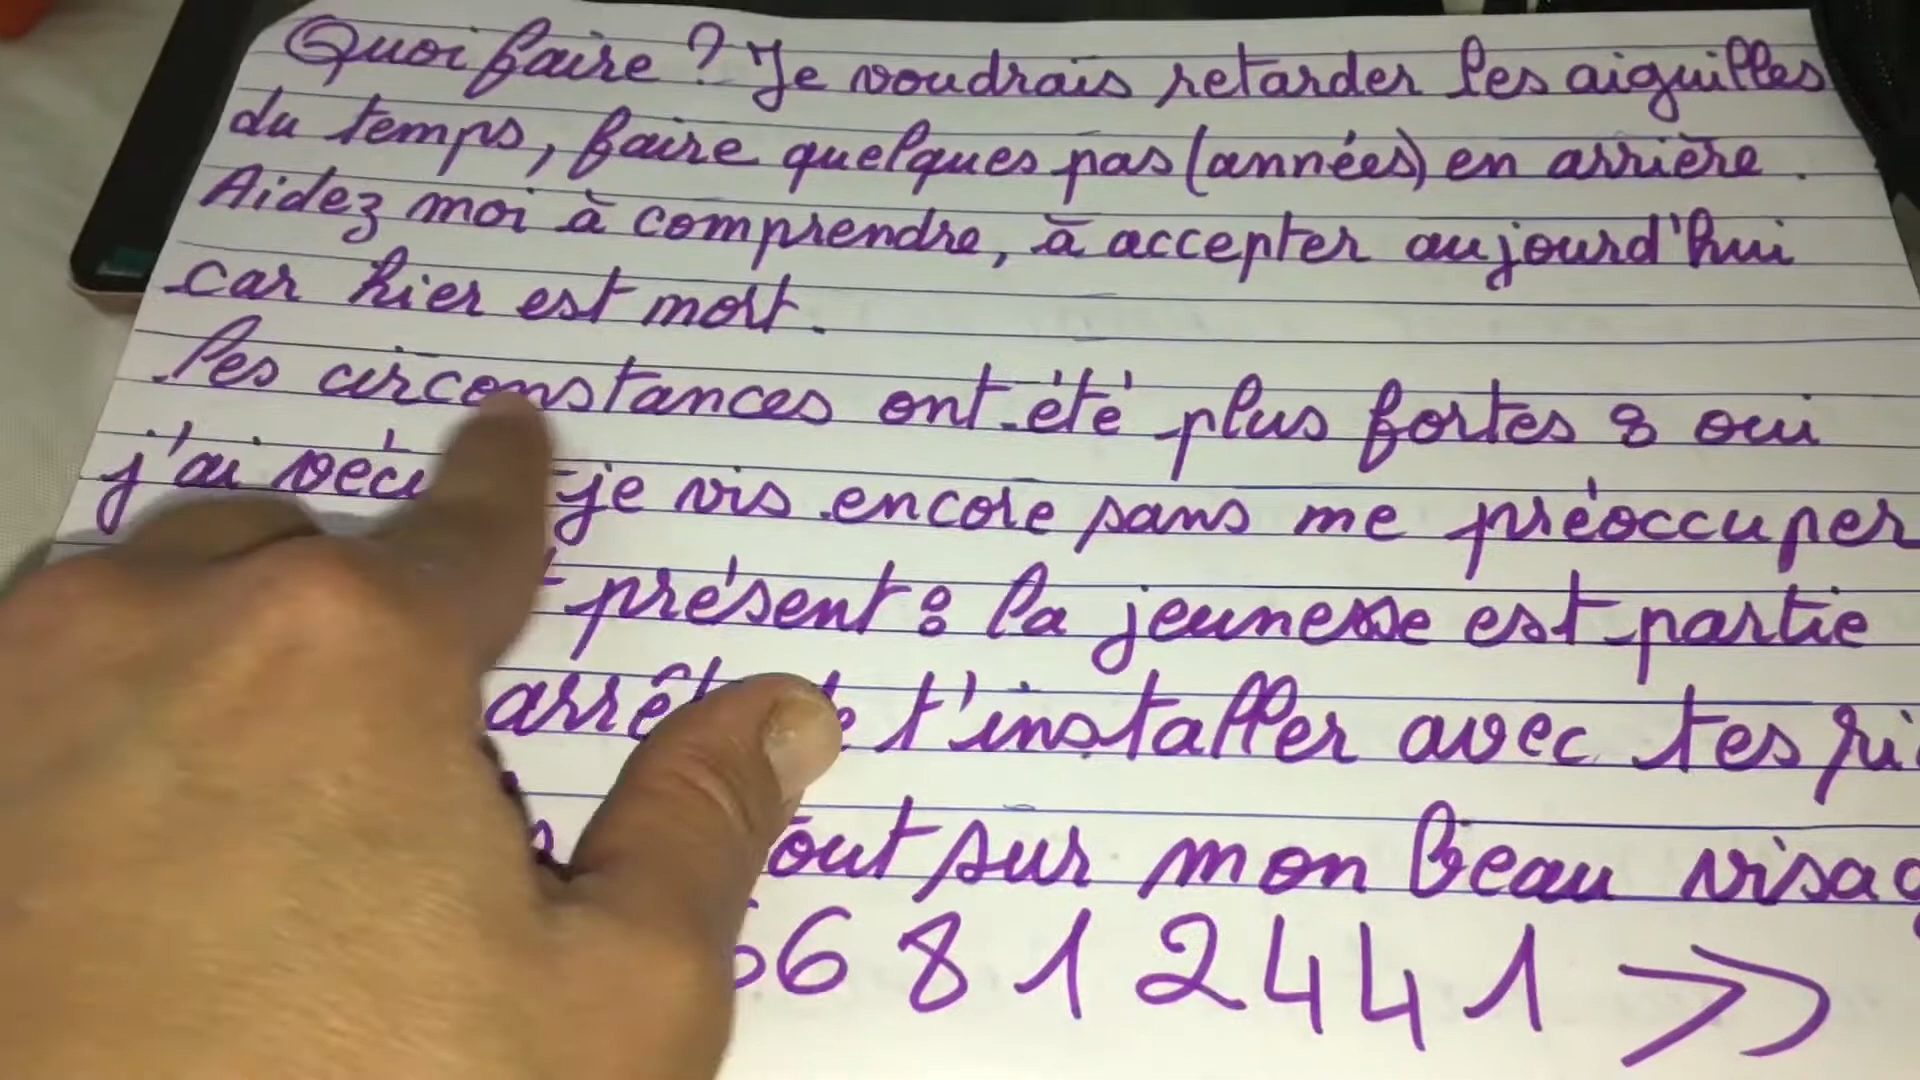 Quoi faire ? Je voudrais retarder les aiguilles
du temps, faire quelques pas (années) en arrière.
Aidez moi à comprendre, à accepter aujourd'hui
car hier est mort.
les circonstances ont été plus fortes : oui
j'ai vécu je vis encore sans me préoccuper
présent : la jeunesse est partie
t'installer avec tes
sur mon beau
6 8 1 2 4 4 1 >>